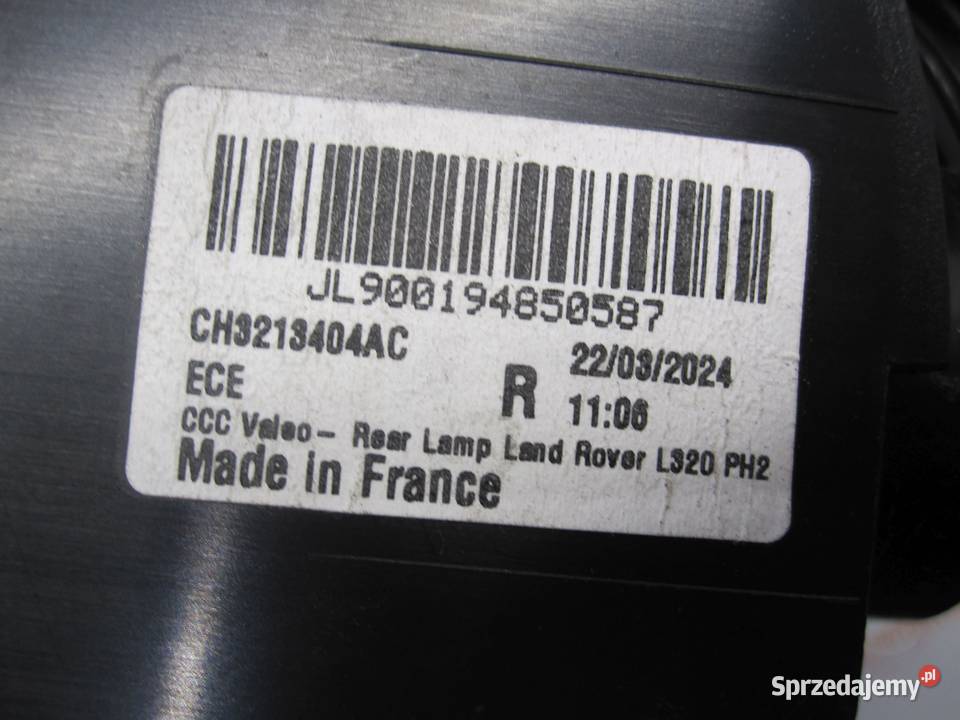 JL900194850587
CH3213404AC
22/03/2024
ECE
R
11:06
CCC Valeo- Rear Lamp Land Rover L320 PH2
Made in France
Sprzedajemy.pl